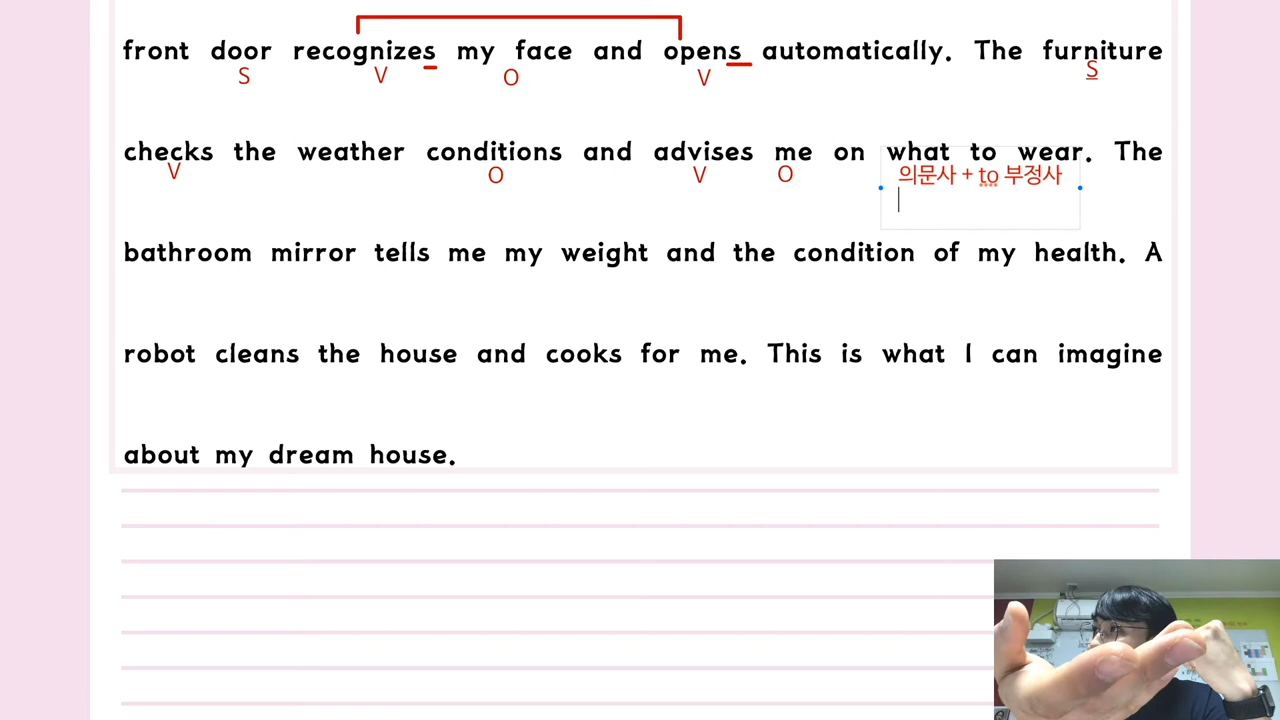 front door recognizes my face and opens automatically. The furniture
S V O V S
checks the weather conditions and advises me on what to wear. The
V O V O 의문사 + to 부정사
bathroom mirror tells me my weight and the condition of my health. A
robot cleans the house and cooks for me. This is what I can imagine
about my dream house.